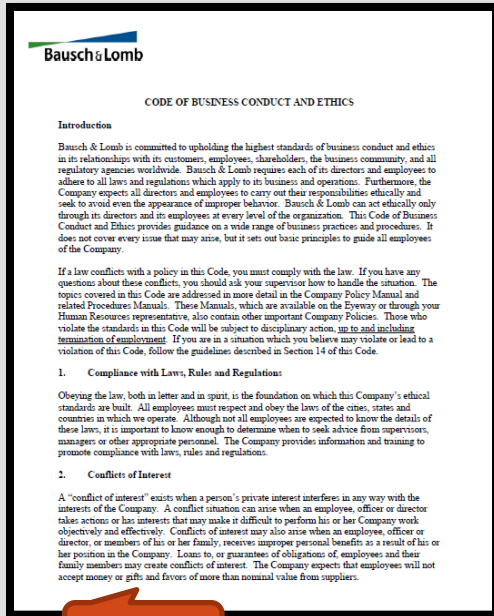 Bausch & Lomb
CODE OF BUSINESS CONDUCT AND ETHICS
Introduction
Bausch & Lomb is committed to upholding the highest standards of business conduct and ethics
in its relationships with its customers, employees, shareholders, the business community, and all
regulatory agencies worldwide. Bausch & Lomb requires each of its directors and employees to
adhere to all laws and regulations which apply to its business and operations. Furthermore, the
Company expects all directors and employees to carry out their responsibilities ethically and
seek to avoid even the appearance of improper behavior. Bausch & Lomb can act ethically only
through its directors and its employees at every level of the organization. This Code of Business
Conduct and Ethics provides guidance on a wide range of business practices and procedures. It
does not cover every issue that may arise, but it sets out basic principles to guide all employees
of the Company.
If a law conflicts with a policy in this Code, you must comply with the law. If you have any
questions about these conflicts, you should ask your supervisor how to handle the situation. The
topics covered in this Code are addressed in more detail in the Company Policy Manual and
related Procedures Manuals. These Manuals, which are available on the Eyeway or through your
Human Resources representative, also contain other important Company Policies. Those who
violate the standards in this Code will be subject to disciplinary action, up to and including
termination of employment. If you are in a situation which you believe may violate or lead to a
violation of this Code, follow the guidelines described in Section 14 of this Code.
1. Compliance with Laws, Rules and Regulations
Obeying the law, both in letter and in spirit, is the foundation on which this Company's ethical
standards are built. All employees must respect and obey the laws of the cities, states and
countries in which we operate. Although not all employees are expected to know the details of
these laws, it is important to know enough to determine when to seek advice from supervisors,
managers or other appropriate personnel. The Company provides information and training to
promote compliance with laws, rules and regulations.
2. Conflicts of Interest
A "conflict of interest" exists when a person's private interest interferes in any way with the
interests of the Company. A conflict situation can arise when an employee, officer or director
takes actions or has interests that may make it difficult to perform his or her Company work
objectively and effectively. Conflicts of interest may also arise when an employee, officer or
director, or members of his or her family, receives improper personal benefits as a result of his or
her position in the Company. Loans to, or guarantees of obligations of, employees and their
family members may create conflicts of interest. The Company expects that employees will not
accept money or gifts and favors of more than nominal value from suppliers.